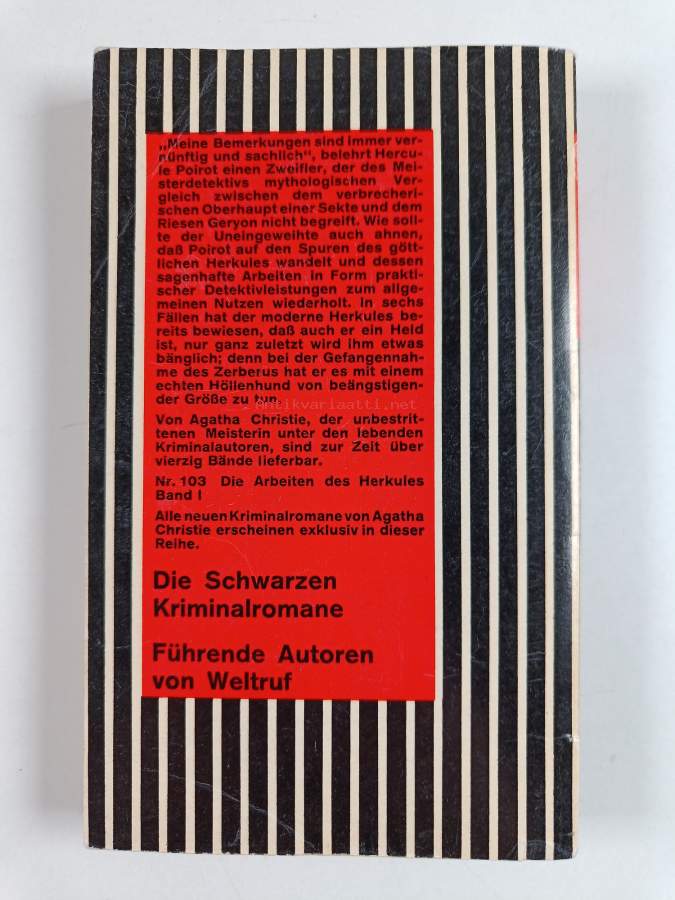 „Meine Bemerkungen sind immer ver-
nünftig und sachlich“, belehrt Hercu-
le Poirot einen Zweifler, der des Mei-
sterdetektivs mythologischen Ver-
gleich zwischen dem verbrecheri-
schen Oberhaupt einer Sekte und dem
Riesen Geryon nicht begreift. Wie soll-
te der Uneingeweihte auch ahnen,
daß Poirot auf den Spuren des gött-
lichen Herkules wandelt und dessen
sagenhafte Arbeiten in Form prakti-
scher Detektivleistungen zum allge-
meinen Nutzen wiederholt. In sechs
Fällen hat der moderne Herkules be-
reits bewiesen, daß auch er ein Held
ist, nur ganz zuletzt wird ihm etwas
bänglich; denn bei der Gefangennah-
me des Zerberus hat er es mit einem
echten Höllenhund von beängstigen-
der Größe zu tun.
Antikvariaatti.net
Von Agatha Christie, der unbestrit-
tenen Meisterin unter den lebenden
Kriminalautoren, sind zur Zeit über
vierzig Bände lieferbar.
Nr. 103 Die Arbeiten des Herkules
Band I
Alle neuen Kriminalromane von Agatha
Christie erscheinen exklusiv in dieser
Reihe.
Die Schwarzen
Kriminalromane
Führende Autoren
von Weltruf